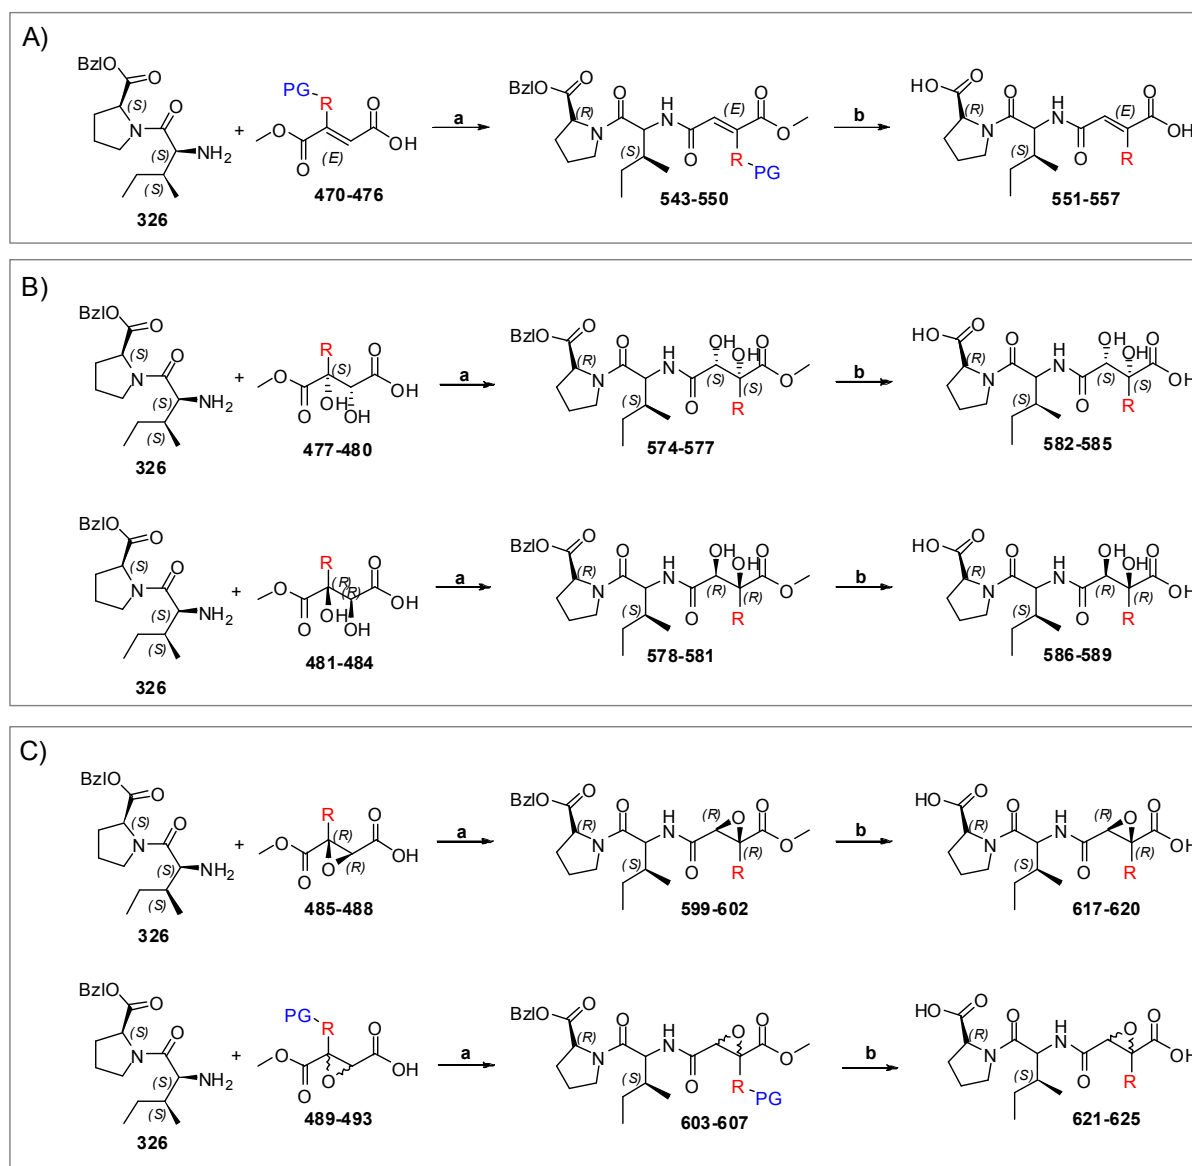 A)
BzlO O (S) N O (S) NH2 (S)
326
+
PG R O O (E) O OH
470-476
a
BzlO O (R) N O H N (S) O (E) O O R PG
543-550
b
HO O (R) N O H N (S) O (E) O OH R
551-557
B)
BzlO O (S) N O (S) NH2 (S)
326
+
R (S) O O OH OH O OH
477-480
a
BzlO O (R) N O H N (S) O OH (S) OH (S) O O R
574-577
b
HO O (R) N O H N (S) O OH (S) OH (S) O OH R
582-585
BzlO O (S) N O (S) NH2 (S)
326
+
R (R) (R) O O OH OH O OH
481-484
a
BzlO O (R) N O H N (S) O OH (R) OH (R) O O R
578-581
b
HO O (R) N O H N (S) O OH (R) OH (R) O OH R
586-589
C)
BzlO O (S) N O (S) NH2 (S)
326
+
R (R) (R) O O O O OH
485-488
a
BzlO O (R) N O H N (S) O (R) O (R) O O R
599-602
b
HO O (R) N O H N (S) O (R) O (R) O OH R
617-620
BzlO O (S) N O (S) NH2 (S)
326
+
PG R O O O O OH
489-493
a
BzlO O (R) N O H N (S) O O O O R PG
603-607
b
HO O (R) N O H N (S) O O O OH R
621-625